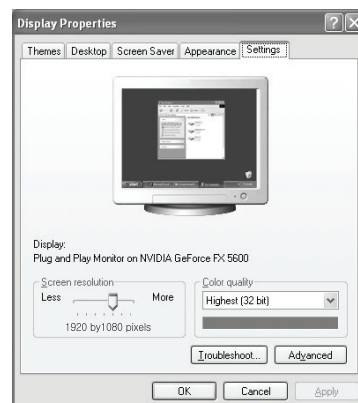 Display Properties
Themes Desktop Screen Saver Appearance Settings
Display:
Plug and Play Monitor on NVIDIA GeForce FX 5600
Screen resolution
Less More
1920 by1080 pixels
Color quality
Highest (32 bit)
Troubleshoot... Advanced
OK Cancel Apply